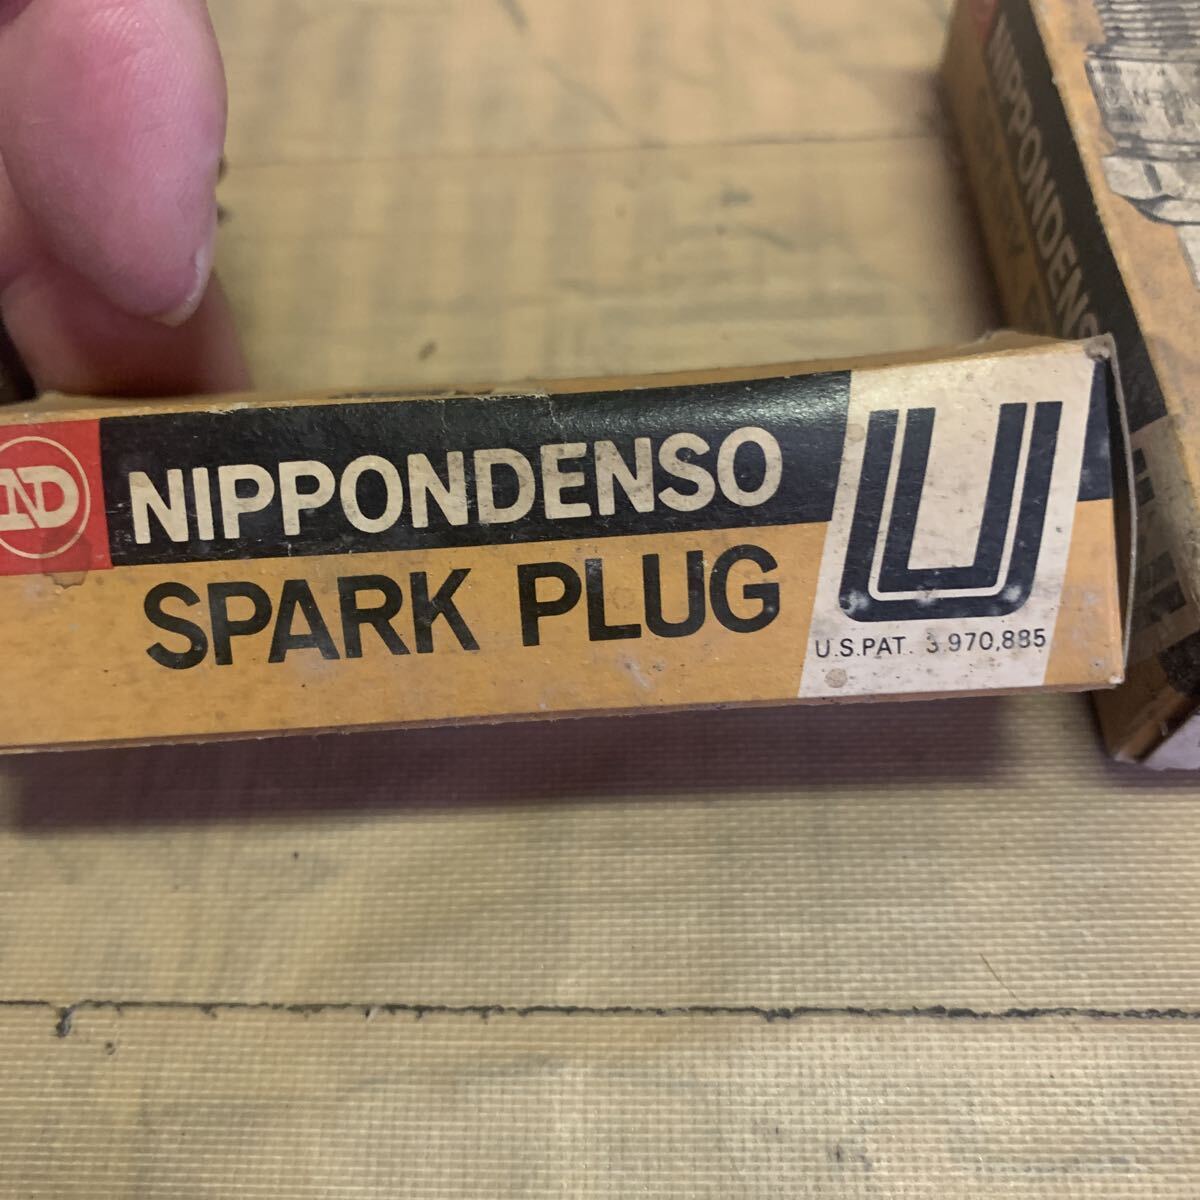 ND
NIPPONDENSO
SPARK PLUG
U
U.S.PAT. 3.970,885
NIPPONDENSO